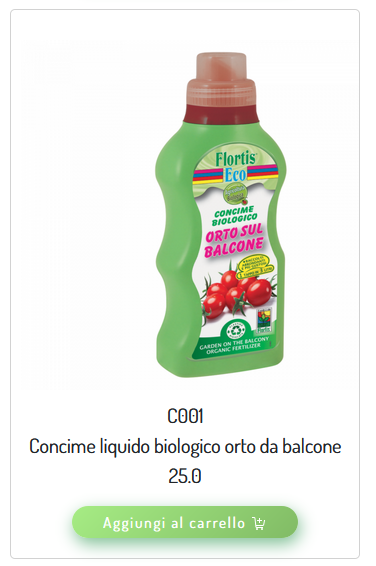 Flortis
Eco
CONCIME
BIOLOGICO
ORTO SUL
BALCONE
GARDEN ON THE BALCONY
ORGANIC FERTILIZER
C001
Concime liquido biologico orto da balcone
25.0
Aggiungi al carrello